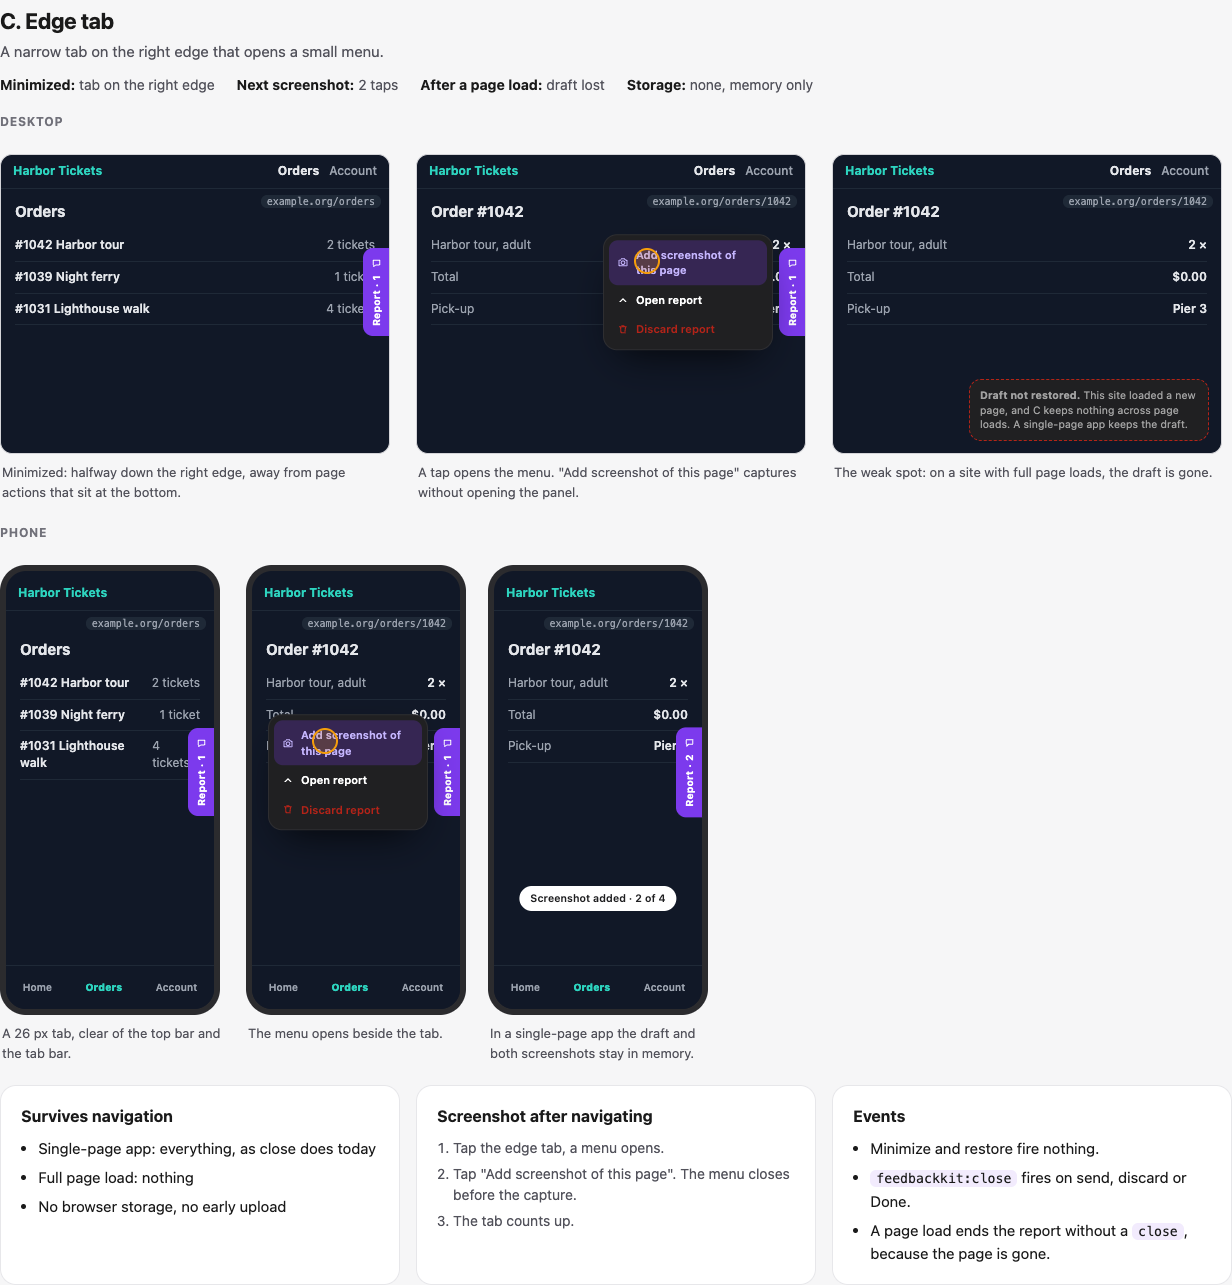 C. Edge tab
A narrow tab on the right edge that opens a small menu.
Minimized: tab on the right edge Next screenshot: 2 taps After a page load: draft lost Storage: none, memory only
DESKTOP
Harbor Tickets Orders Account
example.org/orders
Orders
#1042 Harbor tour 2 tickets
#1039 Night ferry 1 tick
#1031 Lighthouse walk 4 ticke
Report · 1
Harbor Tickets Orders Account
example.org/orders/1042
Order #1042
Harbor tour, adult 2 ×
Total
Pick-up
Add screenshot of
this page
Open report
Discard report
Report · 1
Harbor Tickets Orders Account
example.org/orders/1042
Order #1042
Harbor tour, adult 2 ×
Total $0.00
Pick-up Pier 3
Draft not restored. This site loaded a new
page, and C keeps nothing across page
loads. A single-page app keeps the draft.
Minimized: halfway down the right edge, away from page
actions that sit at the bottom.
A tap opens the menu. "Add screenshot of this page" captures
without opening the panel.
The weak spot: on a site with full page loads, the draft is gone.
PHONE
Harbor Tickets
example.org/orders
Orders
#1042 Harbor tour 2 tickets
#1039 Night ferry 1 ticket
#1031 Lighthouse 4
walk tickets
Report · 1
Home Orders Account
Harbor Tickets
example.org/orders/1042
Order #1042
Harbor tour, adult 2 ×
Total $0.00
Add screenshot of
this page
Open report
Discard report
Report · 1
Home Orders Account
Harbor Tickets
example.org/orders/1042
Order #1042
Harbor tour, adult 2 ×
Total $0.00
Pick-up Pier
Report · 2
Screenshot added · 2 of 4
Home Orders Account
A 26 px tab, clear of the top bar and
the tab bar.
The menu opens beside the tab.
In a single-page app the draft and
both screenshots stay in memory.
Survives navigation
• Single-page app: everything, as close does today
• Full page load: nothing
• No browser storage, no early upload
Screenshot after navigating
1. Tap the edge tab, a menu opens.
2. Tap "Add screenshot of this page". The menu closes
before the capture.
3. The tab counts up.
Events
• Minimize and restore fire nothing.
• feedbackkit:close fires on send, discard or
Done.
• A page load ends the report without a close,
because the page is gone.